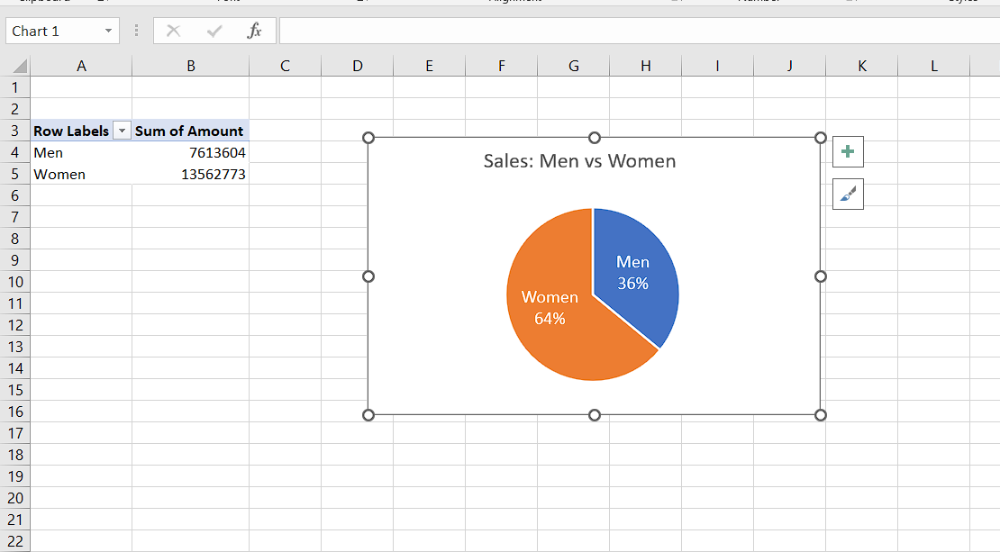 Chart 1
fx
A B C D E F G H I J K L
1
2
3 Row Labels Sum of Amount
4 Men 7613604
5 Women 13562773
6
7
8
9
10
11
12
13
14
15
16
17
18
19
20
21
22
Sales: Men vs Women
Men
36%
Women
64%